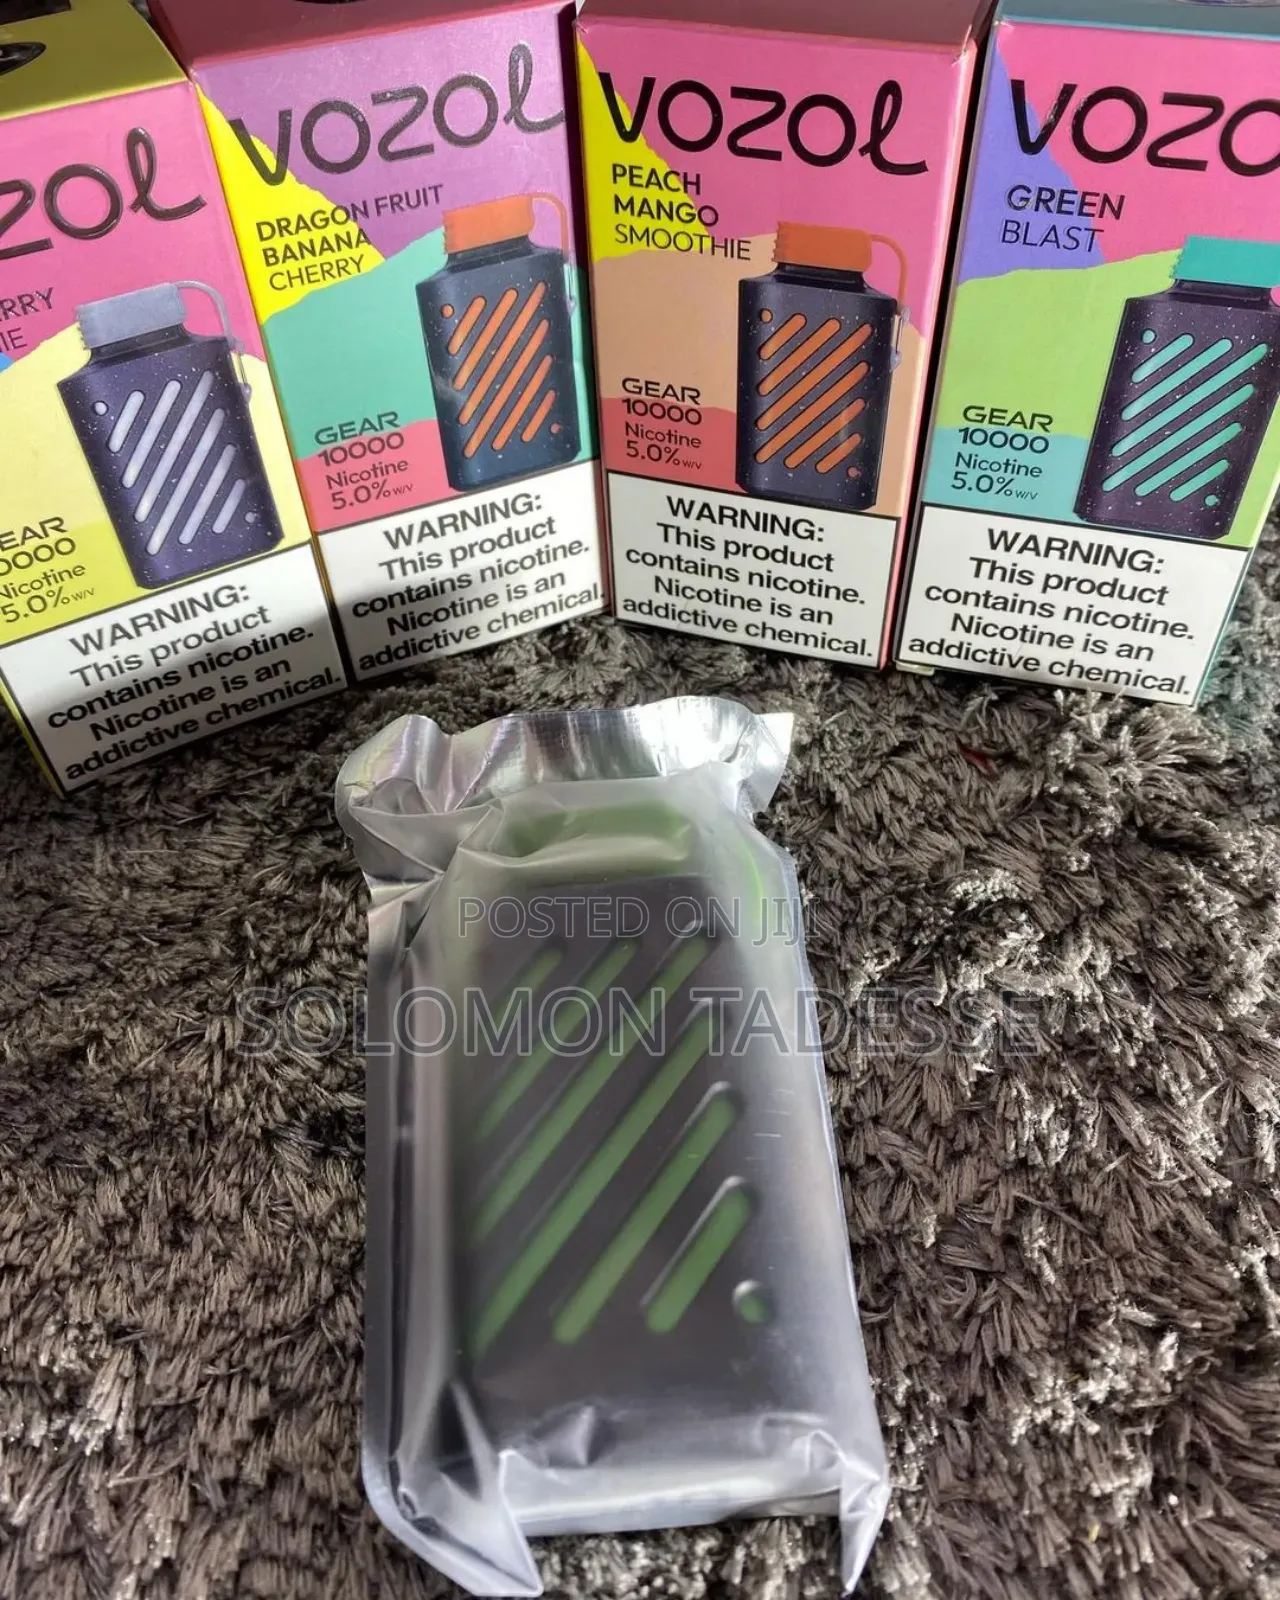 VOZOL
DRAGON FRUIT
BANANA
CHERRY
GEAR
10000
Nicotine
5.0% w/v
WARNING:
This product
contains nicotine.
Nicotine is an
addictive chemical.
VOZOL
PEACH
MANGO
SMOOTHIE
GEAR
10000
Nicotine
5.0% w/v
WARNING:
This product
contains nicotine.
Nicotine is an
addictive chemical.
VOZO
GREEN
BLAST
GEAR
10000
Nicotine
5.0% w/v
WARNING:
This product
contains nicotine.
Nicotine is an
addictive chemical.
ZOL
RRY
IE
EAR
0000
Nicotine
5.0% w/v
WARNING:
This product
contains nicotine.
Nicotine is an
addictive chemical.
POSTED ON JIJI
SOLOMON TADESSE